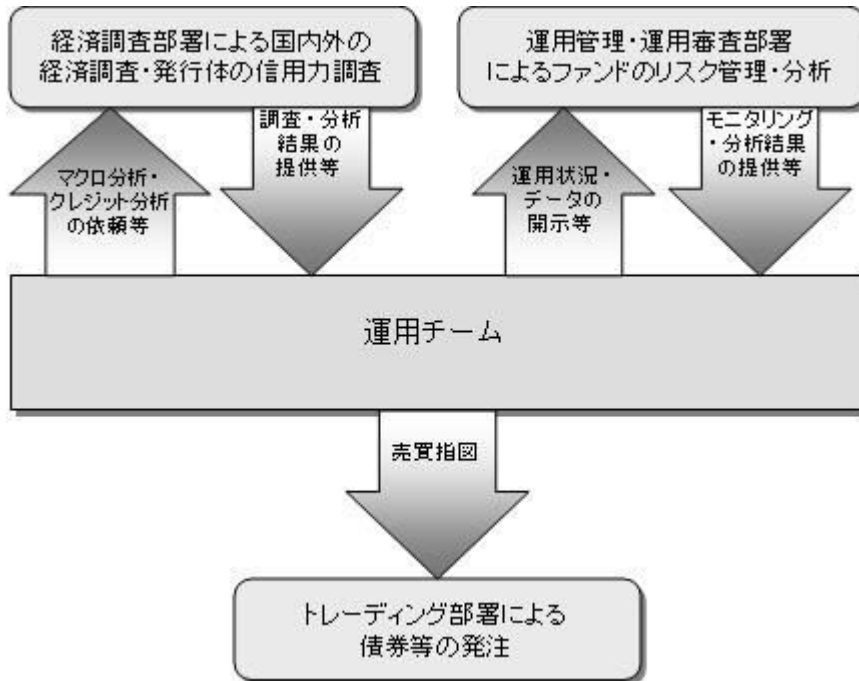 経済調査部署による国内外の
経済調査・発行体の信用力調査
運用管理・運用審査部署
によるファンドのリスク管理・分析
マクロ分析・
クレジット分析
の依頼等
調査・分析
結果の
提供等
運用状況・
データの
開示等
モニタリング
・分析結果
の提供等
運用チーム
売買指図
トレーディング部署による
債券等の発注